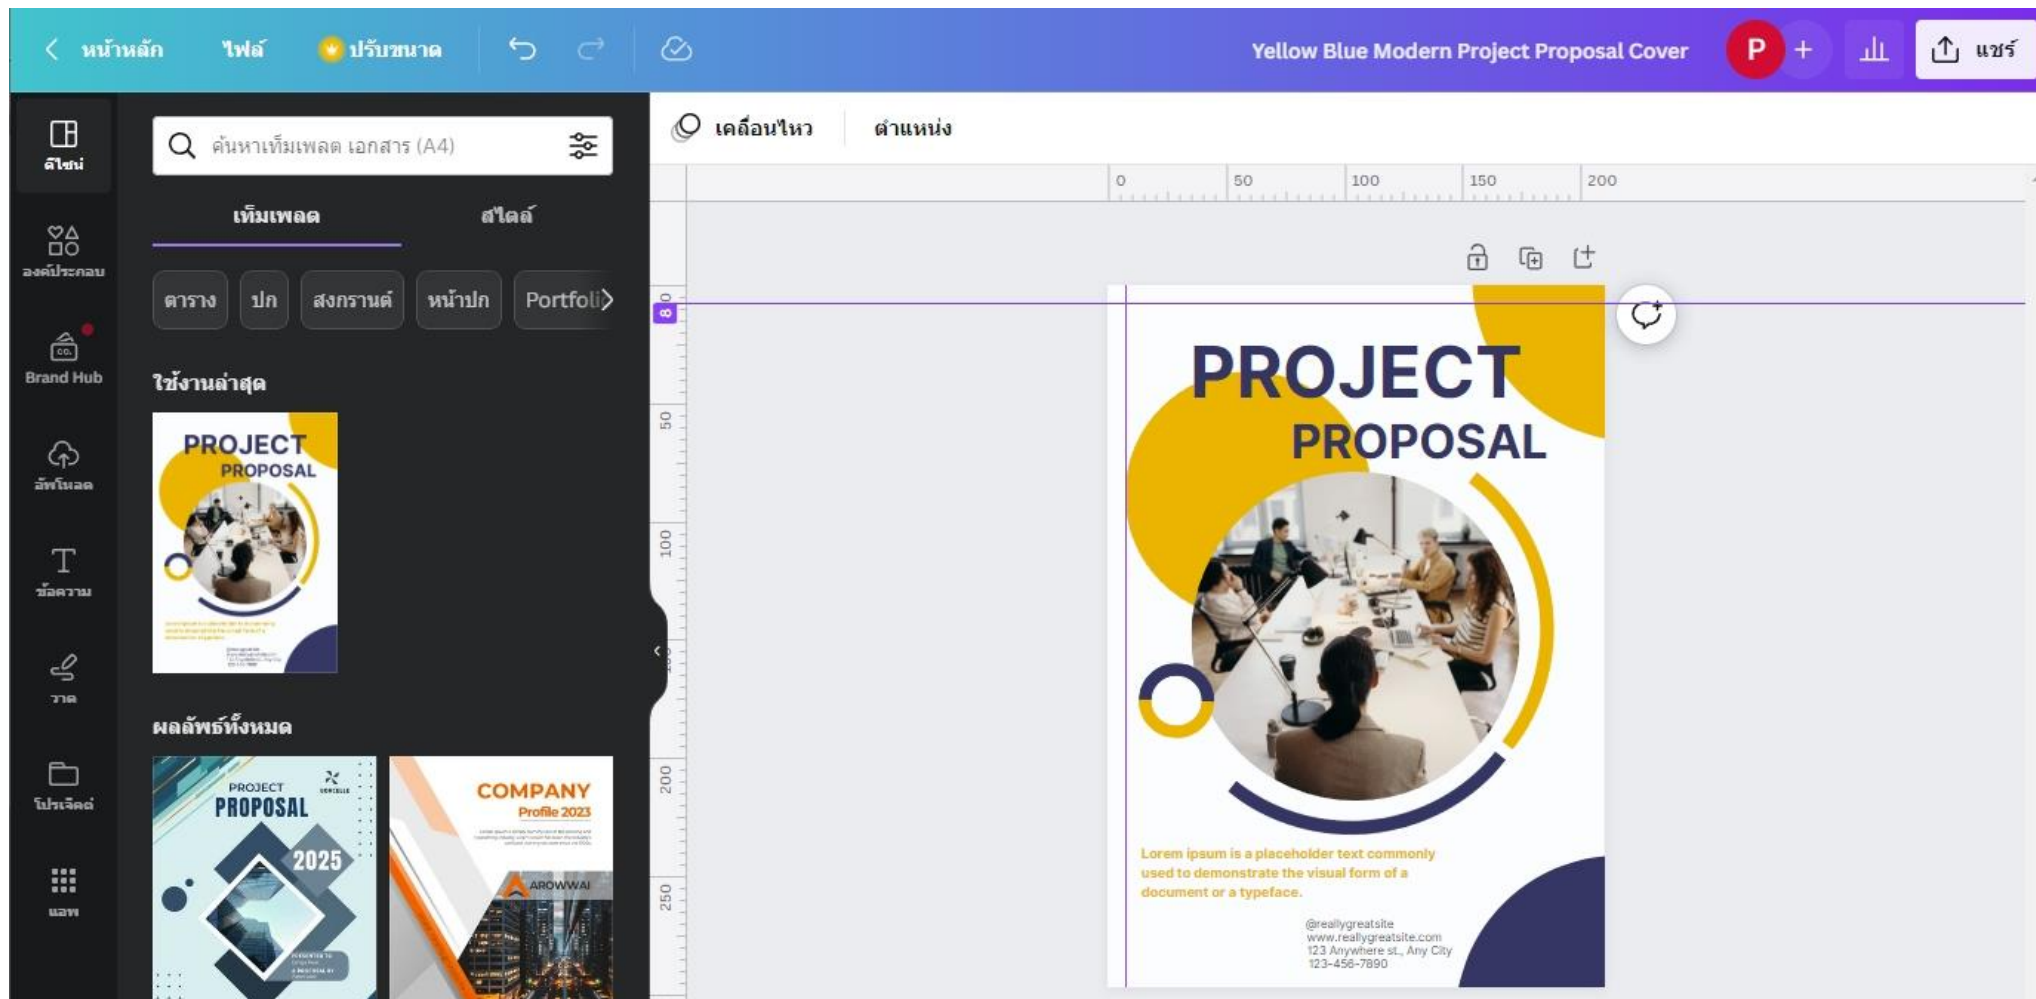 หน้าหลัก ไฟล์ ปรับขนาด Yellow Blue Modern Project Proposal Cover P + แชร์
ดีไซน์
องค์ประกอบ
CO.
Brand Hub
อัพโหลด
T
ข้อความ
วาด
โปรเจ็คต์
แอพ
ค้นหาเท็มเพลต เอกสาร (A4)
เท็มเพลต สไตล์
ตาราง ปก สงกรานต์ หน้าปก Portfoli
ใช้งานล่าสุด
PROJECT
PROPOSAL
ผลลัพธ์ทั้งหมด
PROJECT
PROPOSAL
2025
COMPANY
Profile 2023
AROWWAI
เคลื่อนไหว ตำแหน่ง
0 50 100 150 200
0
8
50
100
200
250
PROJECT
PROPOSAL
Lorem ipsum is a placeholder text commonly
used to demonstrate the visual form of a
document or a typeface.
@reallygreatsite
www.reallygreatsite.com
123 Anywhere st., Any City
123-456-7890